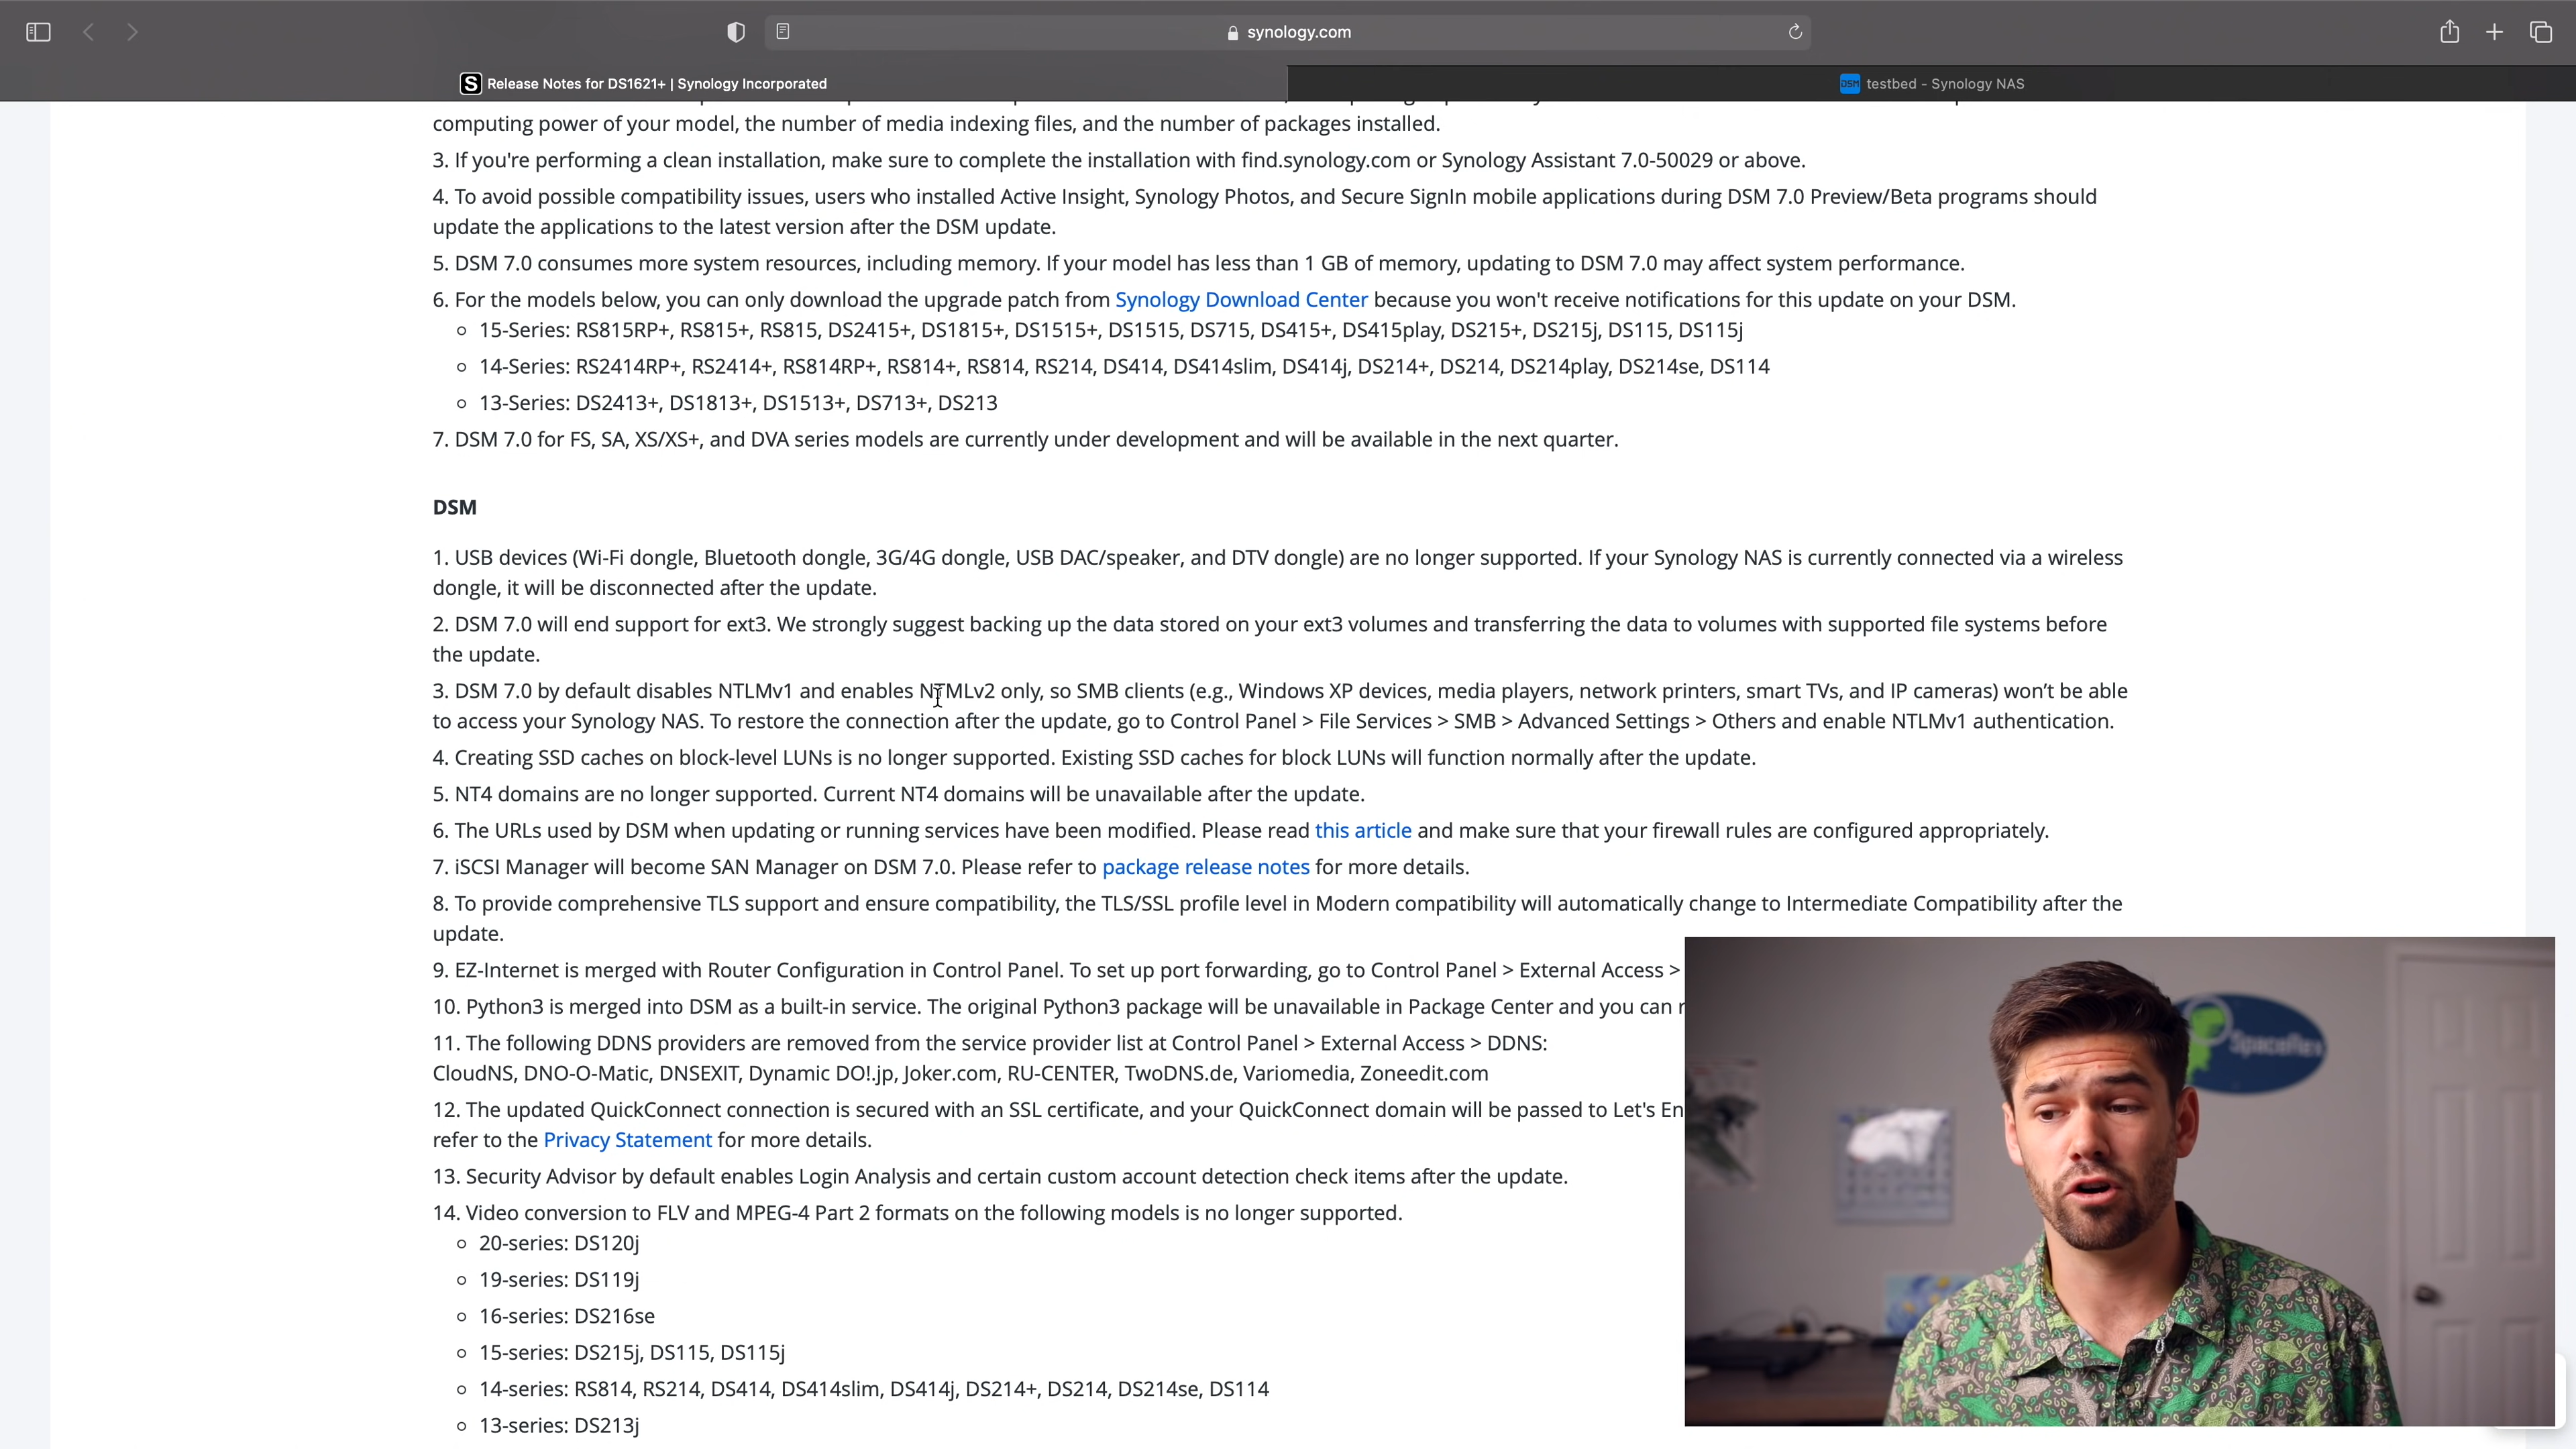 synology.com
Release Notes for DS1621+ | Synology Incorporated
DSM testbed - Synology NAS
computing power of your model, the number of media indexing files, and the number of packages installed.
3. If you're performing a clean installation, make sure to complete the installation with find.synology.com or Synology Assistant 7.0-50029 or above.
4. To avoid possible compatibility issues, users who installed Active Insight, Synology Photos, and Secure SignIn mobile applications during DSM 7.0 Preview/Beta programs should
update the applications to the latest version after the DSM update.
5. DSM 7.0 consumes more system resources, including memory. If your model has less than 1 GB of memory, updating to DSM 7.0 may affect system performance.
6. For the models below, you can only download the upgrade patch from Synology Download Center because you won't receive notifications for this update on your DSM.
15-Series: RS815RP+, RS815+, RS815, DS2415+, DS1815+, DS1515+, DS1515, DS715, DS415+, DS415play, DS215+, DS215j, DS115, DS115j
14-Series: RS2414RP+, RS2414+, RS814RP+, RS814+, RS814, RS214, DS414, DS414slim, DS414j, DS214+, DS214, DS214play, DS214se, DS114
13-Series: DS2413+, DS1813+, DS1513+, DS713+, DS213
7. DSM 7.0 for FS, SA, XS/XS+, and DVA series models are currently under development and will be available in the next quarter.
DSM
1. USB devices (Wi-Fi dongle, Bluetooth dongle, 3G/4G dongle, USB DAC/speaker, and DTV dongle) are no longer supported. If your Synology NAS is currently connected via a wireless
dongle, it will be disconnected after the update.
2. DSM 7.0 will end support for ext3. We strongly suggest backing up the data stored on your ext3 volumes and transferring the data to volumes with supported file systems before
the update.
3. DSM 7.0 by default disables NTLMv1 and enables NTMLv2 only, so SMB clients (e.g., Windows XP devices, media players, network printers, smart TVs, and IP cameras) won’t be able
to access your Synology NAS. To restore the connection after the update, go to Control Panel > File Services > SMB > Advanced Settings > Others and enable NTLMv1 authentication.
4. Creating SSD caches on block-level LUNs is no longer supported. Existing SSD caches for block LUNs will function normally after the update.
5. NT4 domains are no longer supported. Current NT4 domains will be unavailable after the update.
6. The URLs used by DSM when updating or running services have been modified. Please read this article and make sure that your firewall rules are configured appropriately.
7. iSCSI Manager will become SAN Manager on DSM 7.0. Please refer to package release notes for more details.
8. To provide comprehensive TLS support and ensure compatibility, the TLS/SSL profile level in Modern compatibility will automatically change to Intermediate Compatibility after the
update.
9. EZ-Internet is merged with Router Configuration in Control Panel. To set up port forwarding, go to Control Panel > External Access >
10. Python3 is merged into DSM as a built-in service. The original Python3 package will be unavailable in Package Center and you can
11. The following DDNS providers are removed from the service provider list at Control Panel > External Access > DDNS:
CloudNS, DNO-O-Matic, DNSEXIT, Dynamic DO!.jp, Joker.com, RU-CENTER, TwoDNS.de, Variomedia, Zoneedit.com
12. The updated QuickConnect connection is secured with an SSL certificate, and your QuickConnect domain will be passed to Let's En
refer to the Privacy Statement for more details.
13. Security Advisor by default enables Login Analysis and certain custom account detection check items after the update.
14. Video conversion to FLV and MPEG-4 Part 2 formats on the following models is no longer supported.
20-series: DS120j
19-series: DS119j
16-series: DS216se
15-series: DS215j, DS115, DS115j
14-series: RS814, RS214, DS414, DS414slim, DS414j, DS214+, DS214, DS214se, DS114
13-series: DS213j
SpaceRex